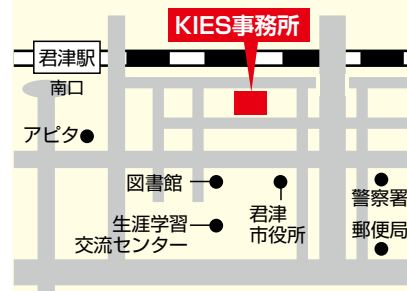 KIES事務所
君津駅
南口
アピタ
図書館
生涯学習
交流センター
君津
市役所
警察署
郵便局